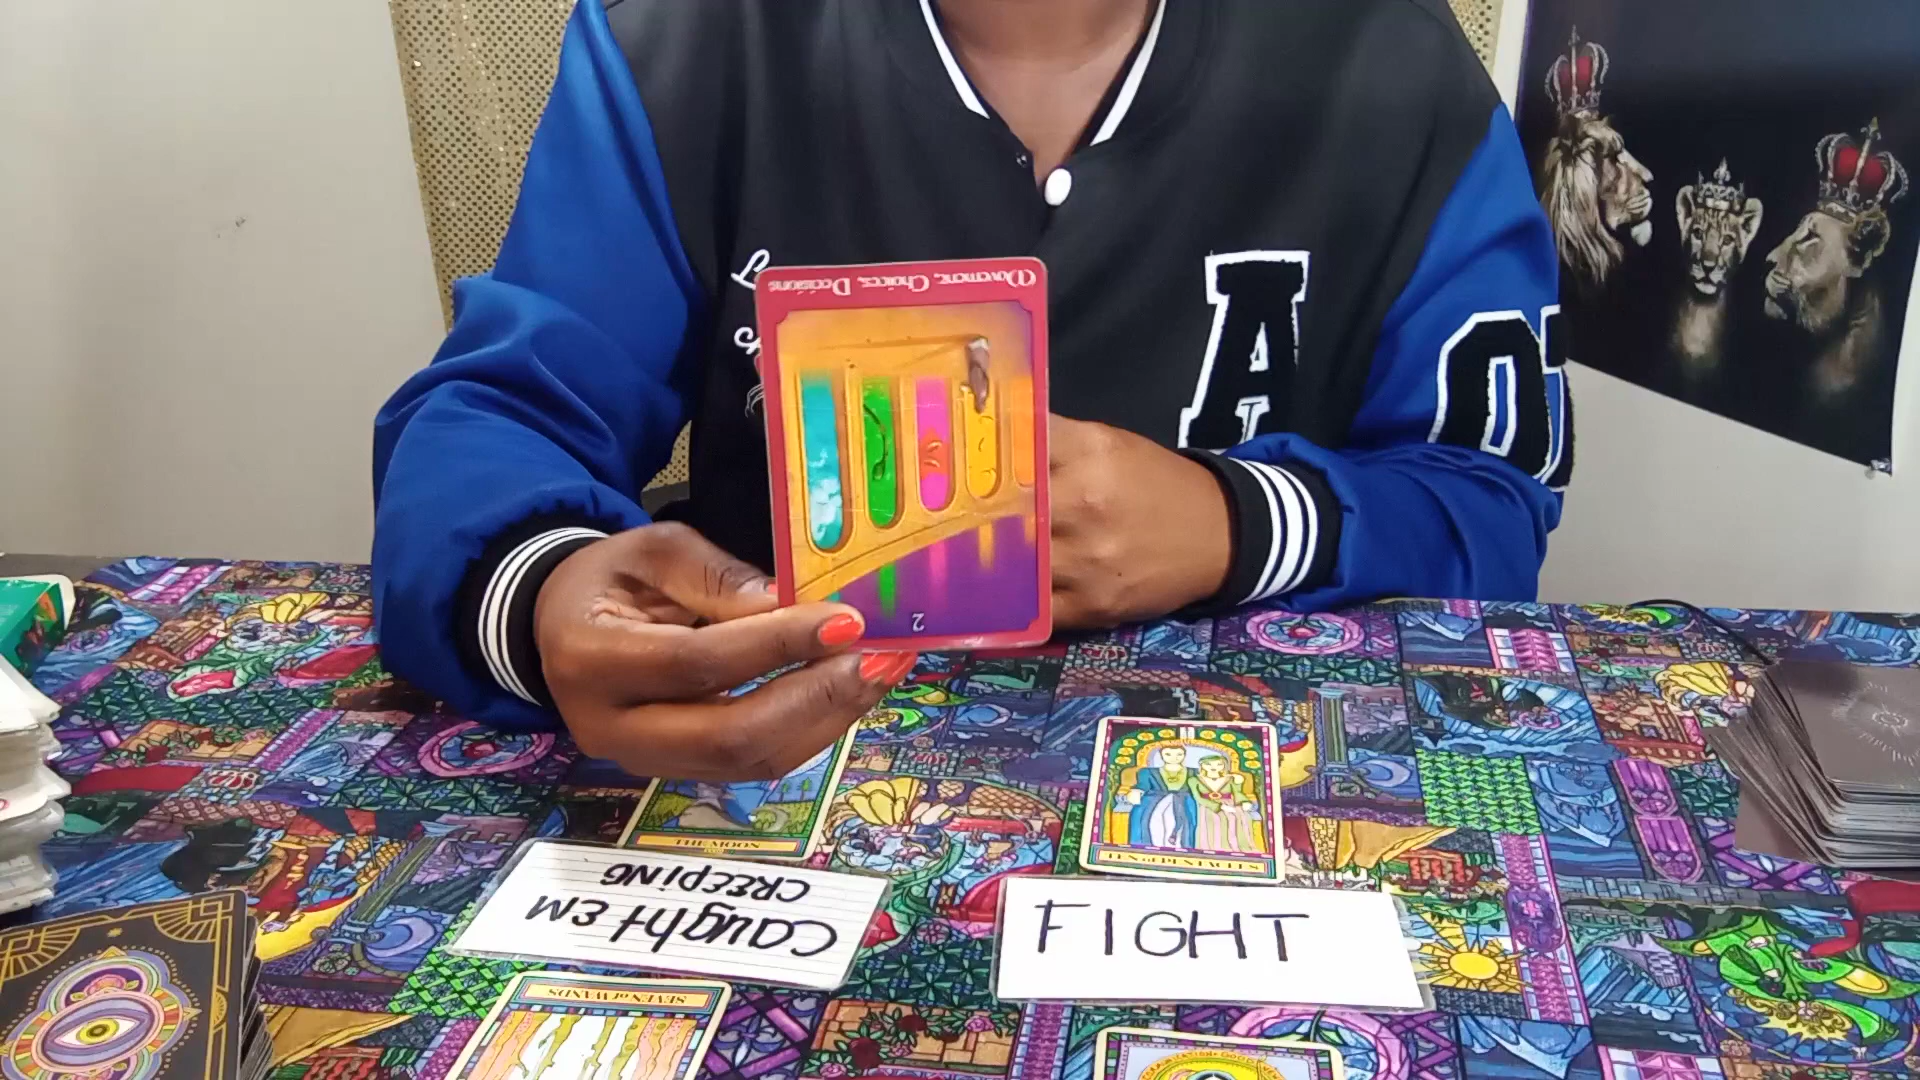 A
Movement, Choices, Decisions
2
THE MOON
TEN of PENTACLES
Caught EM
CREEPING
FIGHT
SEVEN of WANDS